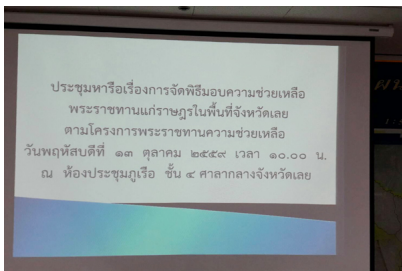 ประชุมหารือเรื่องการจัดพิธีมอบความช่วยเหลือ
พระราชทานแก่ราษฎรในพื้นที่จังหวัดเลย
ตามโครงการพระราชทานความช่วยเหลือ
วันพฤหัสบดีที่ ๑๓ ตุลาคม ๒๕๕๙ เวลา ๑๐.๐๐ น.
ณ ห้องประชุมภูเรือ ชั้น ๔ ศาลากลางจังหวัดเลย